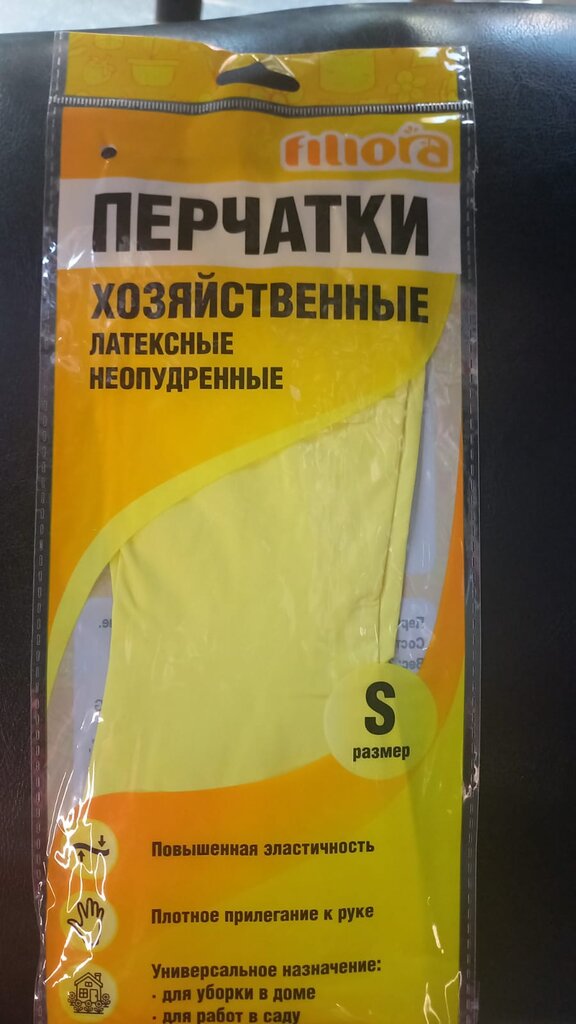 filiora
ПЕРЧАТКИ
ХОЗЯЙСТВЕННЫЕ
ЛАТЕКСНЫЕ
НЕОПУДРЕННЫЕ
S
размер
Повышенная эластичность
Плотное прилегание к руке
Универсальное назначение:
· для уборки в доме
· для работ в саду